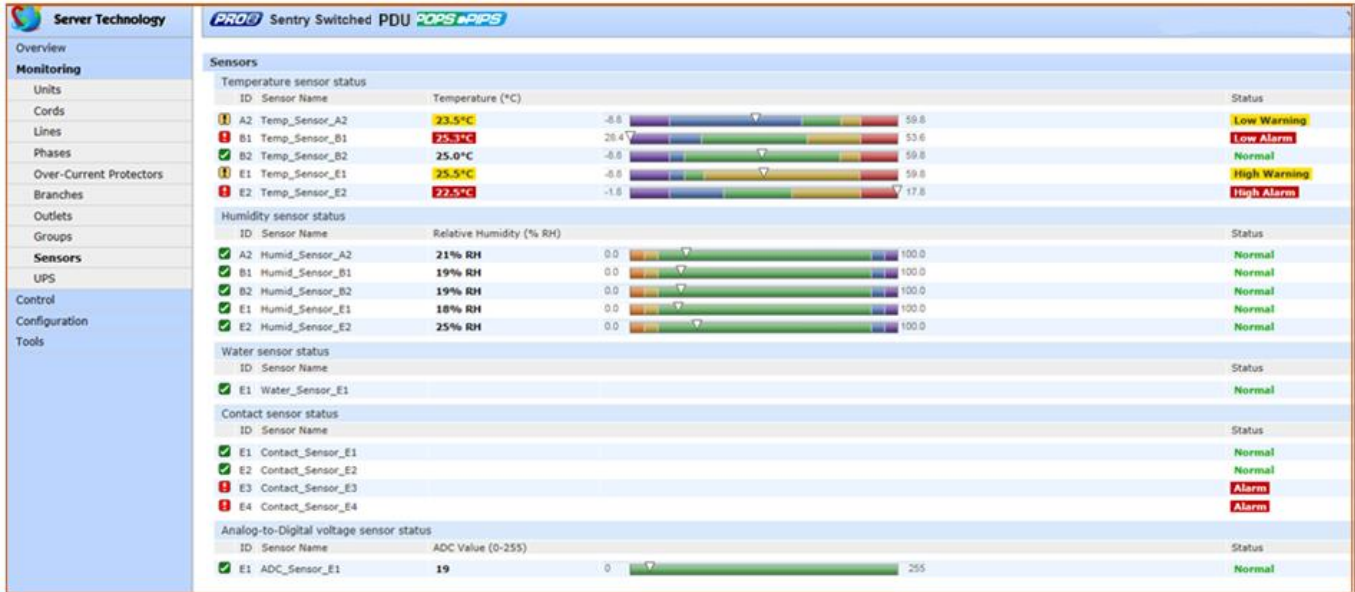 Server Technology
PRO2 Sentry Switched PDU POPS PIPS
Overview
Monitoring
Units
Cords
Lines
Phases
Over-Current Protectors
Branches
Outlets
Groups
Sensors
UPS
Control
Configuration
Tools
Sensors
Temperature sensor status
ID Sensor Name Temperature (°C) Status
A2 Temp_Sensor_A2 23.5°C -8.8 59.8 Low Warning
B1 Temp_Sensor_B1 25.3°C 26.4 53.6 Low Alarm
B2 Temp_Sensor_B2 25.0°C -8.8 59.8 Normal
E1 Temp_Sensor_E1 25.5°C -8.8 59.8 High Warning
E2 Temp_Sensor_E2 22.5°C -1.8 17.8 High Alarm
Humidity sensor status
ID Sensor Name Relative Humidity (% RH) Status
A2 Humid_Sensor_A2 21% RH 0.0 100.0 Normal
B1 Humid_Sensor_B1 19% RH 0.0 100.0 Normal
B2 Humid_Sensor_B2 19% RH 0.0 100.0 Normal
E1 Humid_Sensor_E1 18% RH 0.0 100.0 Normal
E2 Humid_Sensor_E2 25% RH 0.0 100.0 Normal
Water sensor status
ID Sensor Name Status
E1 Water_Sensor_E1 Normal
Contact sensor status
ID Sensor Name Status
E1 Contact_Sensor_E1 Normal
E2 Contact_Sensor_E2 Normal
E3 Contact_Sensor_E3 Alarm
E4 Contact_Sensor_E4 Alarm
Analog-to-Digital voltage sensor status
ID Sensor Name ADC Value (0-255) Status
E1 ADC_Sensor_E1 19 0 255 Normal